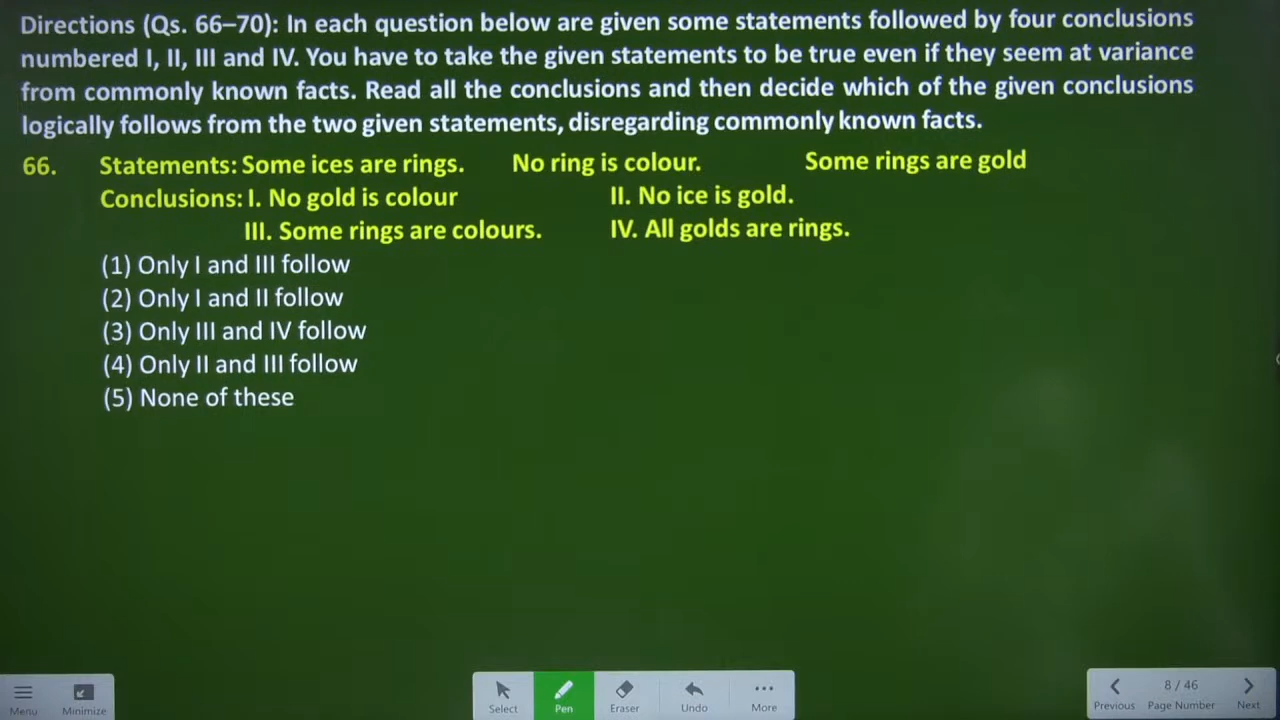 Directions (Qs. 66–70): In each question below are given some statements followed by four conclusions
numbered I, II, III and IV. You have to take the given statements to be true even if they seem at variance
from commonly known facts. Read all the conclusions and then decide which of the given conclusions
logically follows from the two given statements, disregarding commonly known facts.
66. Statements: Some ices are rings. No ring is colour. Some rings are gold
Conclusions: I. No gold is colour II. No ice is gold.
III. Some rings are colours. IV. All golds are rings.
(1) Only I and III follow
(2) Only I and II follow
(3) Only III and IV follow
(4) Only II and III follow
(5) None of these
Menu Minimize Select Pen Eraser Undo More Previous 8 / 46 Page Number Next